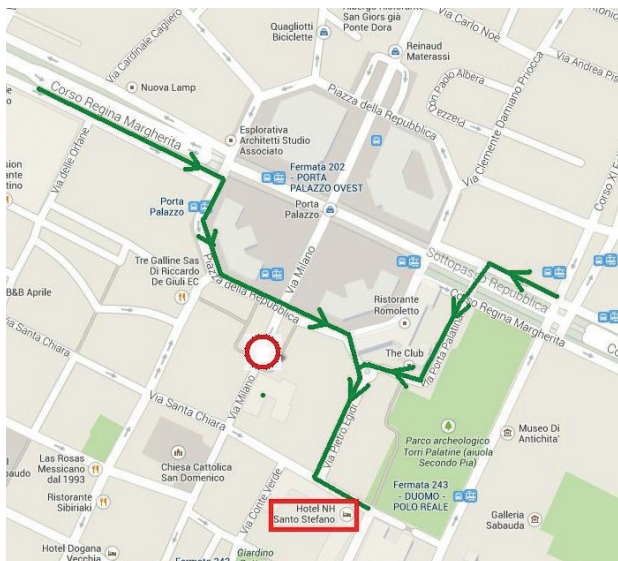 Albergo Ristorante
San Giors già
Ponte Dora
Via Carlo Noè
Quagliotti
Biciclette
Via Cardinale Cagliero
Reinaud
Materassi
Via Andrea Pis
Nuova Lamp
Piazza della Repubblica
on Paolo Albera
Via Clemente Damiano Priocca
Corso Regina Margherita
Esplorativa
Architetti Studio
Associato
Via delle Orfane
Fermata 202
- PORTA
PALAZZO OVEST
Corso XI F
Porta
Palazzo
Porta
Palazzo
Via Milano
Sottopasso Repubblica
Tre Galline Sas
Di Riccardo
De Giuli EC
Piazza della Repubblica
B&B Aprile
Ristorante
Romoletto
Corso Regina Margherita
Via Santa Chiara
The Club
Via Porta Palatina
Via Milano
Via Santa Chiara
Via Pietro Egidi
Parco archeologico
Torri Palatine (aiuola
Secondo Pia)
Museo Di
Antichita'
Las Rosas
Messicano
dal 1993
Chiesa Cattolica
San Domenico
Via Conte Verde
Fermata 243
- DUOMO -
POLO REALE
Ristorante
Sibiriaki
Hotel NH
Santo Stefano
Galleria
Sabauda
Hotel Dogana
Vecchia
Giardino